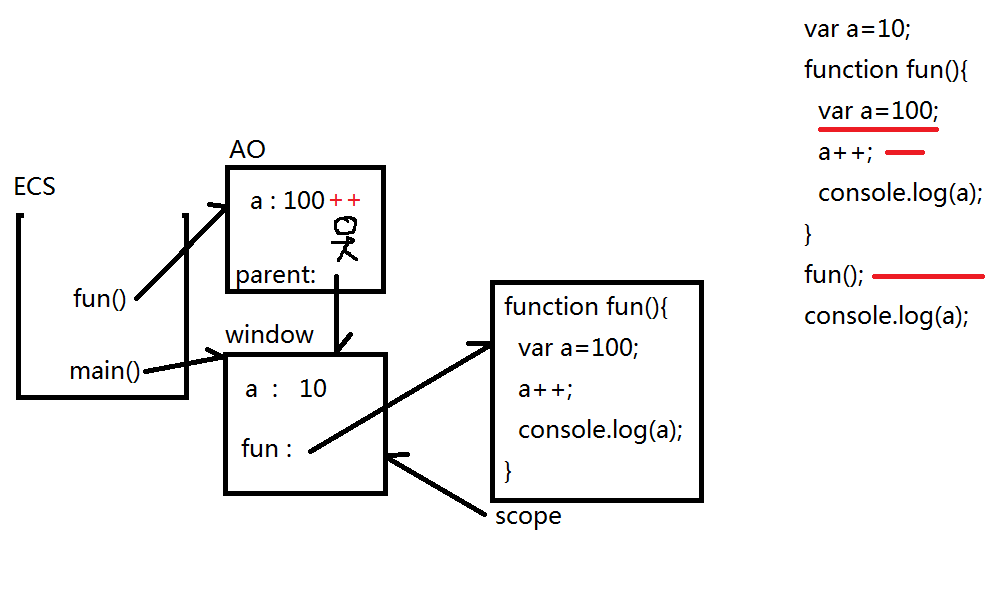 ECS
fun()
main()
AO
a : 100++
parent:
window
a : 10
fun :
function fun(){
var a=100;
a++;
console.log(a);
}
scope
var a=10;
function fun(){
var a=100;
a++;
console.log(a);
}
fun();
console.log(a);